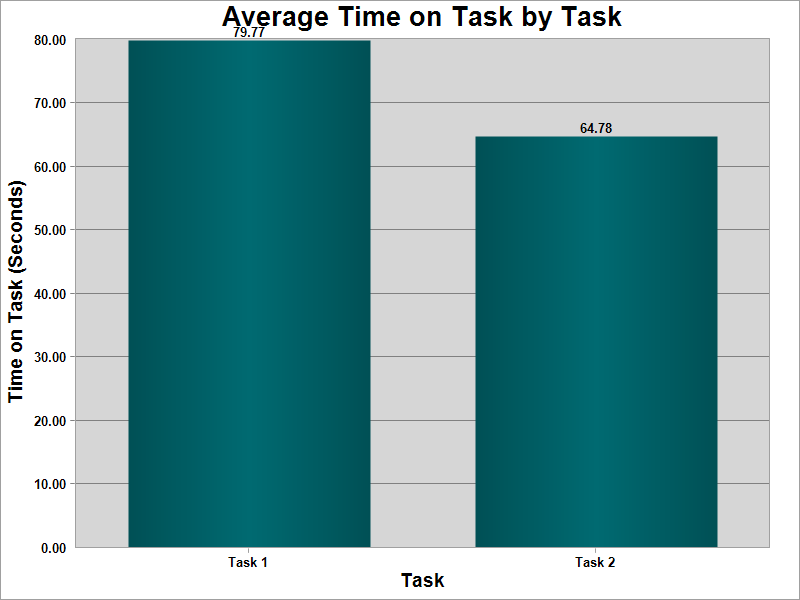 Average Time on Task by Task
79.77
80.00
70.00
64.78
60.00
50.00
40.00
30.00
20.00
10.00
0.00
Time on Task (Seconds)
Task 1
Task 2
Task